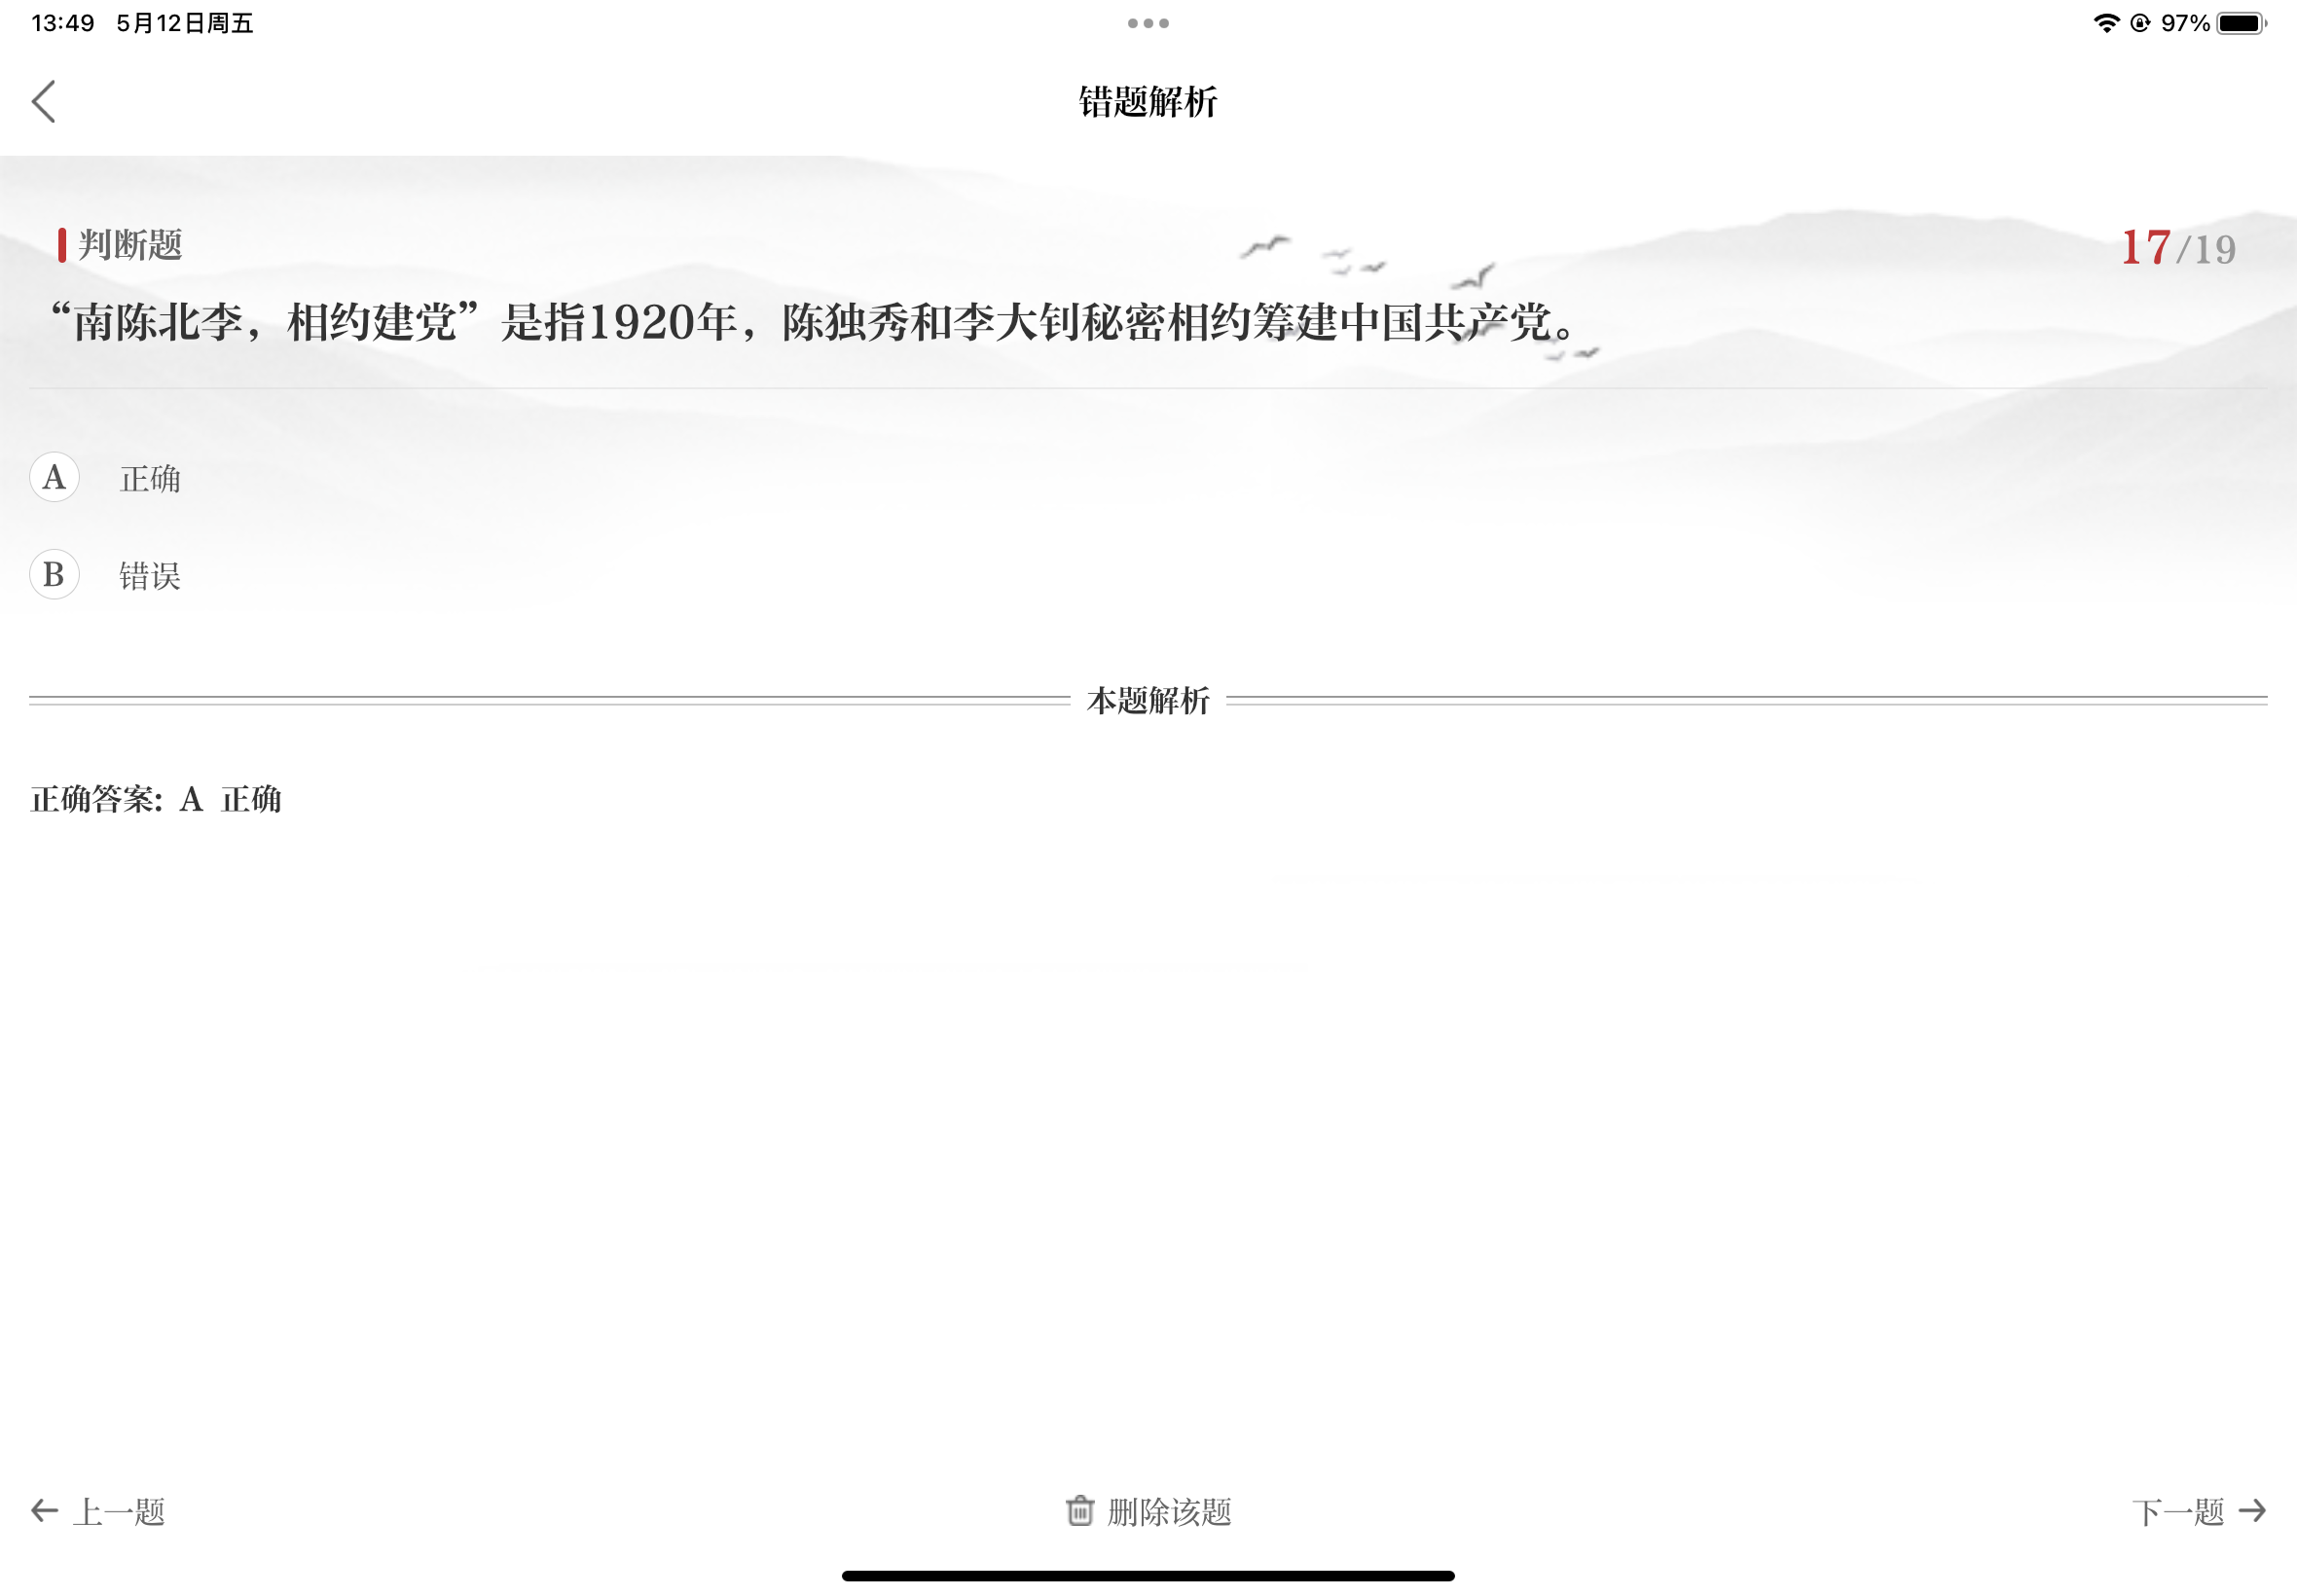 13:49 5月12日周五
97%
错题解析
判断题
17/19
“南陈北李，相约建党”是指1920年，陈独秀和李大钊秘密相约筹建中国共产党。
A 正确
B 错误
本题解析
正确答案：A 正确
上一题
删除该题
下一题